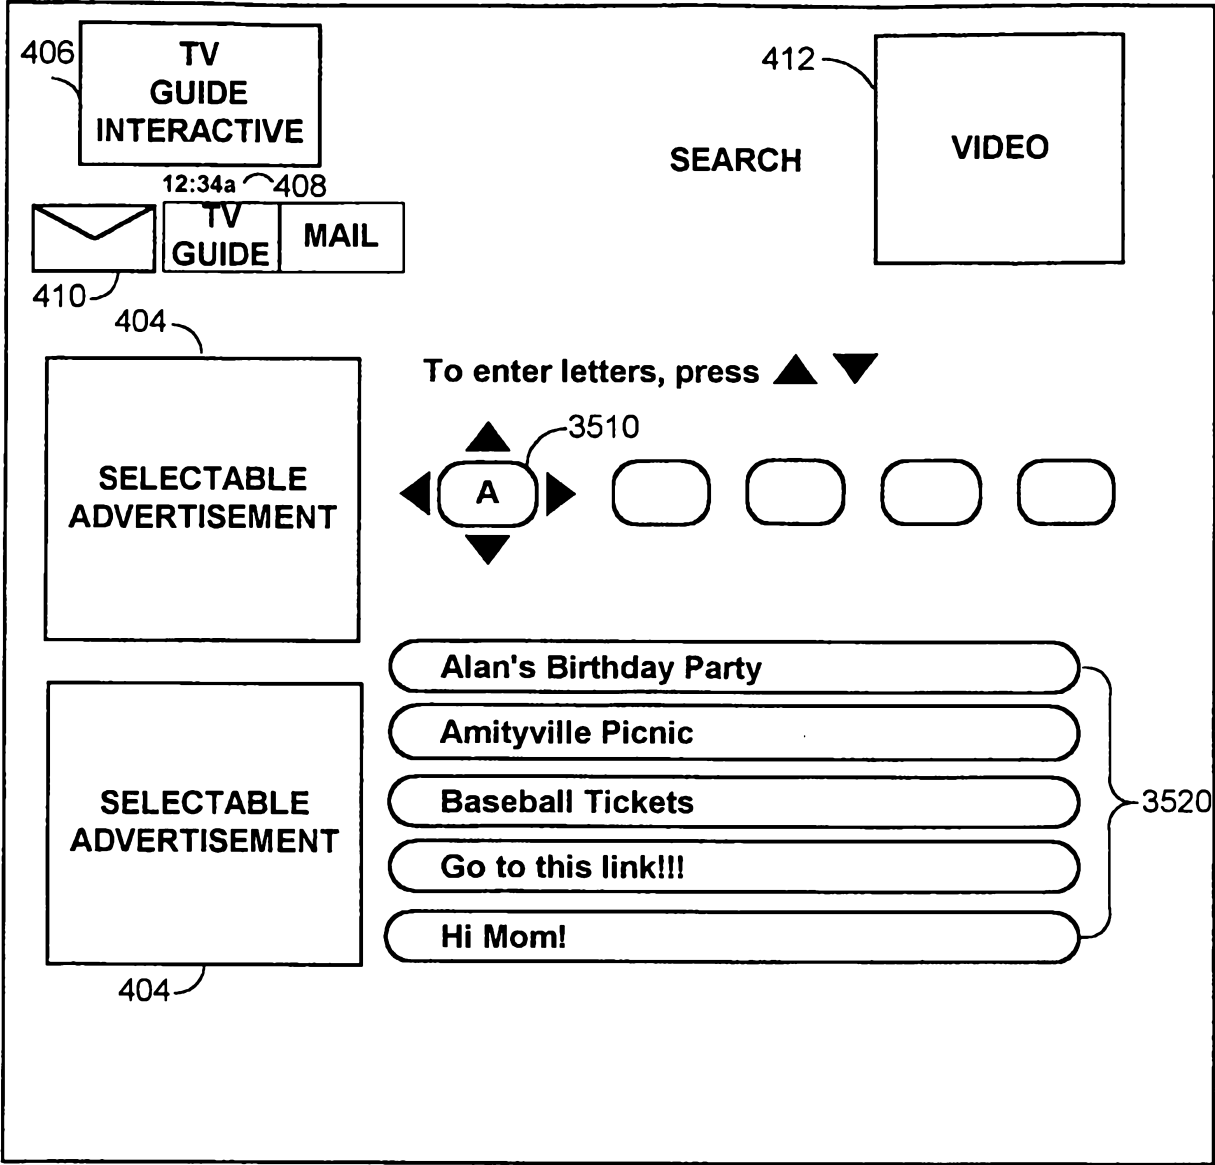 406
TV
GUIDE
INTERACTIVE
412
VIDEO
SEARCH
12:34a 408
TV
GUIDE
MAIL
410
404
To enter letters, press
3510
SELECTABLE
ADVERTISEMENT
A
Alan's Birthday Party
Amityville Picnic
SELECTABLE
ADVERTISEMENT
Baseball Tickets
3520
Go to this link!!!
Hi Mom!
404